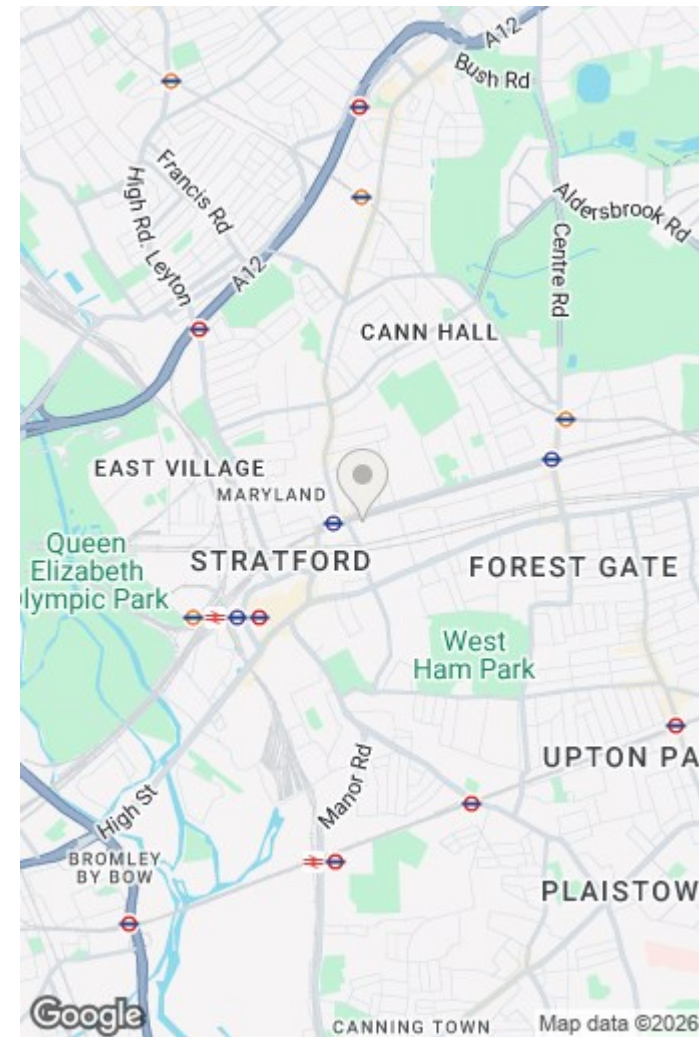 A12
Bush Rd
Francis Rd
High Rd. Leyton
Aldersbrook Rd
Centre Rd
A12
CANN HALL
EAST VILLAGE
MARYLAND
Queen
Elizabeth
Olympic Park
STRATFORD
FOREST GATE
West
Ham Park
UPTON PA
Manor Rd
High St
BROMLEY
BY BOW
PLAISTOW
CANNING TOWN
Google
Map data ©2026